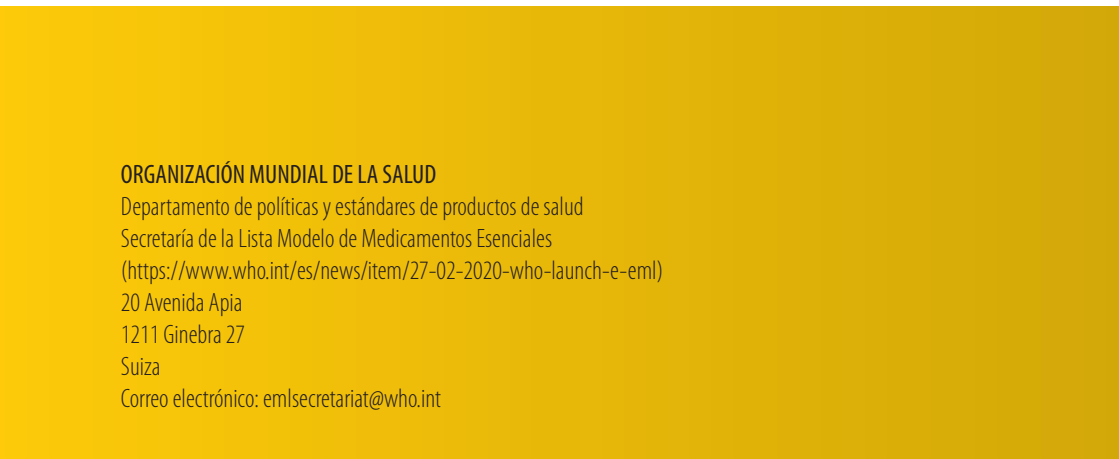 ORGANIZACIÓN MUNDIAL DE LA SALUD
Departamento de políticas y estándares de productos de salud
Secretaría de la Lista Modelo de Medicamentos Esenciales
(https://www.who.int/es/news/item/27-02-2020-who-launch-e-eml)
20 Avenida Apia
1211 Ginebra 27
Suiza
Correo electrónico: emlsecretariat@who.int